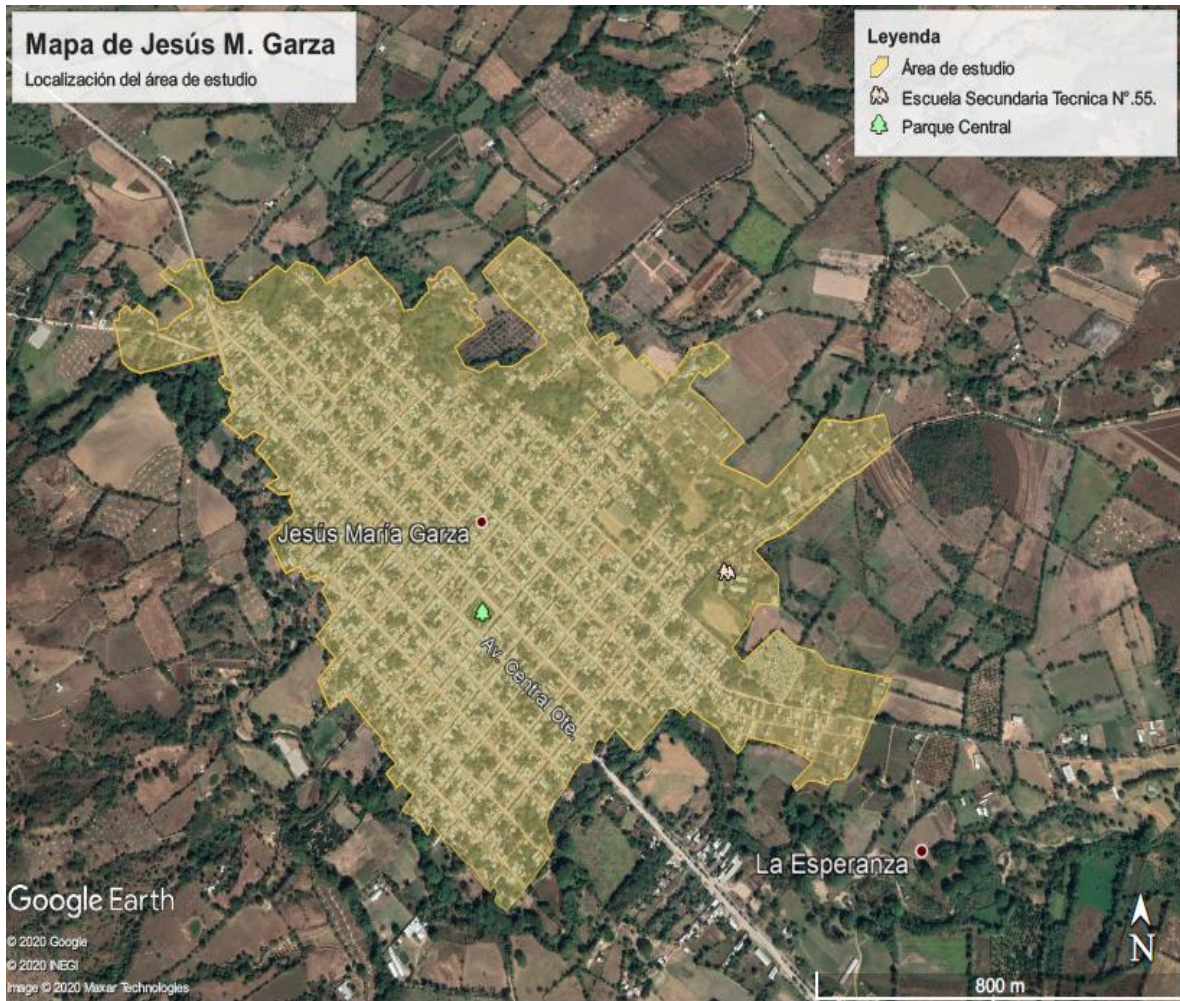 Mapa de Jesús M. Garza
Localización del área de estudio
Leyenda
Área de estudio
Escuela Secundaria Tecnica N°.55.
Parque Central
Jesús María Garza
Av. Central Ote.
La Esperanza
Google Earth
© 2020 Google
© 2020 INEGI
Image © 2020 Maxar Technologies
N
800 m